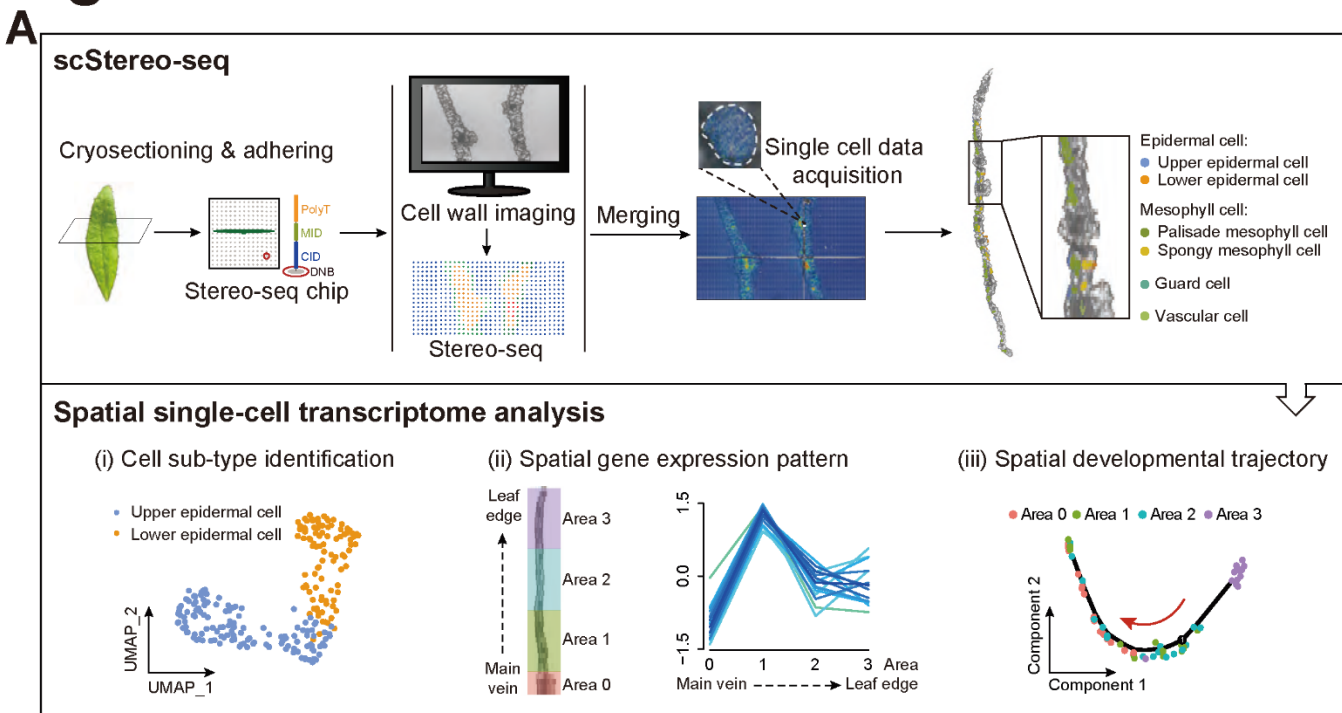 A
scStereo-seq
Cryosectioning & adhering
PolyT
MID
CID
DNB
Stereo-seq chip
Cell wall imaging
Stereo-seq
Merging
Single cell data
acquisition
Epidermal cell:
Upper epidermal cell
Lower epidermal cell
Mesophyll cell:
Palisade mesophyll cell
Spongy mesophyll cell
Guard cell
Vascular cell
Spatial single-cell transcriptome analysis
(i) Cell sub-type identification
Upper epidermal cell
Lower epidermal cell
UMAP_2
UMAP_1
(ii) Spatial gene expression pattern
Leaf
edge
Main
vein
Area 3
Area 2
Area 1
Area 0
1.5
0.0
−1.5
0 1 2 3 Area
Main vein Leaf edge
(iii) Spatial developmental trajectory
Area 0 Area 1 Area 2 Area 3
1
Component 2
Component 1